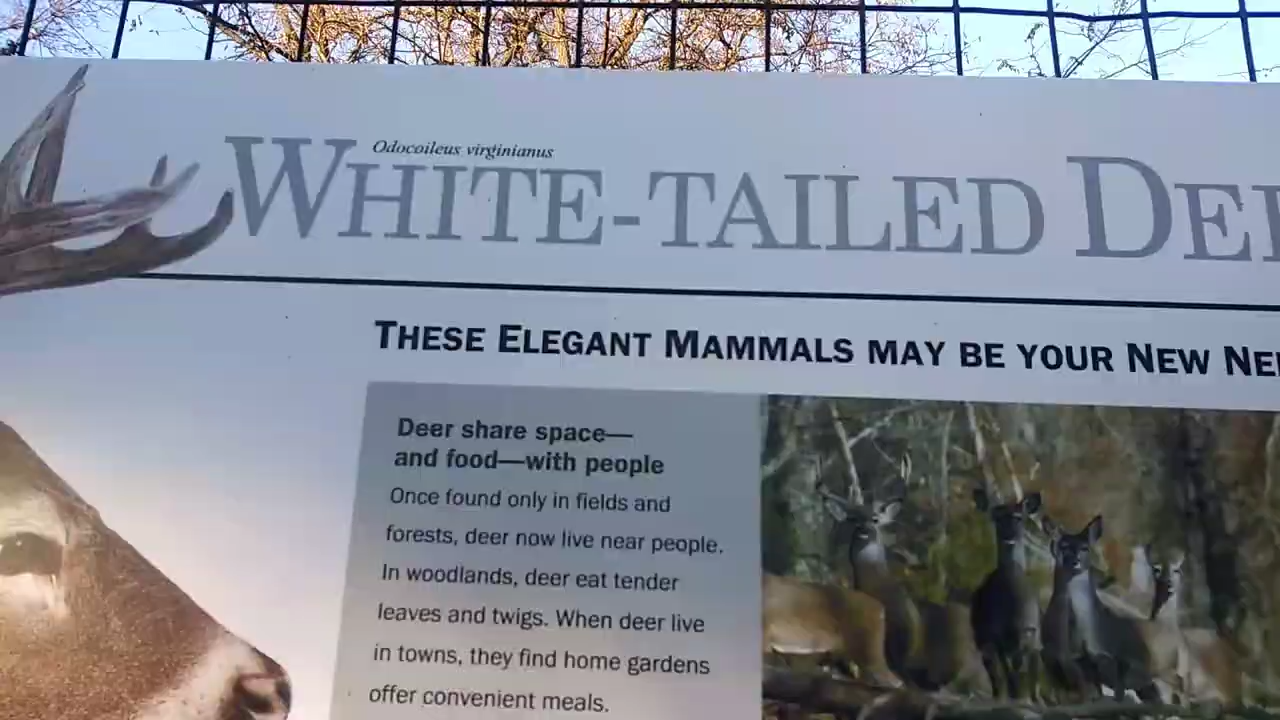 Odocoileus virginianus
WHITE-TAILED
THESE ELEGANT MAMMALS MAY BE YOUR NEW
Deer share space—
and food—with people
Once found only in fields and
forests, deer now live near people.
In woodlands, deer eat tender
leaves and twigs. When deer live
in towns, they find home gardens
offer convenient meals.